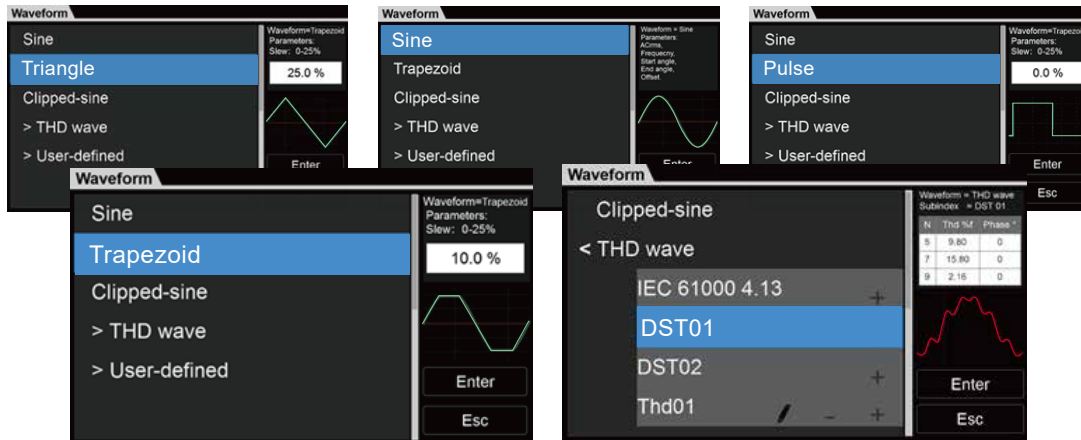 Waveform
Sine
Triangle
Clipped-sine
> THD wave
> User-defined
Waveform=Trapezoid
Parameters:
Slew: 0-25%
25.0 %
Enter
Waveform
Sine
Trapezoid
Clipped-sine
> THD wave
> User-defined
Waveform = Sine
Parameters:
ACrms,
Frequecny,
Start angle,
End angle,
Offset.
Enter
Waveform
Sine
Pulse
Clipped-sine
> THD wave
> User-defined
Waveform=Trapezo
Parameters:
Slew: 0-25%
0.0 %
Enter
Esc
Waveform
Sine
Trapezoid
Clipped-sine
> THD wave
> User-defined
Waveform=Trapezoid
Parameters:
Slew: 0-25%
10.0 %
Enter
Esc
Waveform
Clipped-sine
< THD wave
IEC 61000 4.13 +
DST01
DST02 +
Thd01 / - +
Waveform = THD wave
Subindex = DST 01
N Thd %f Phase °
5 9.80 0
7 15.80 0
9 2.16 0
Enter
Esc